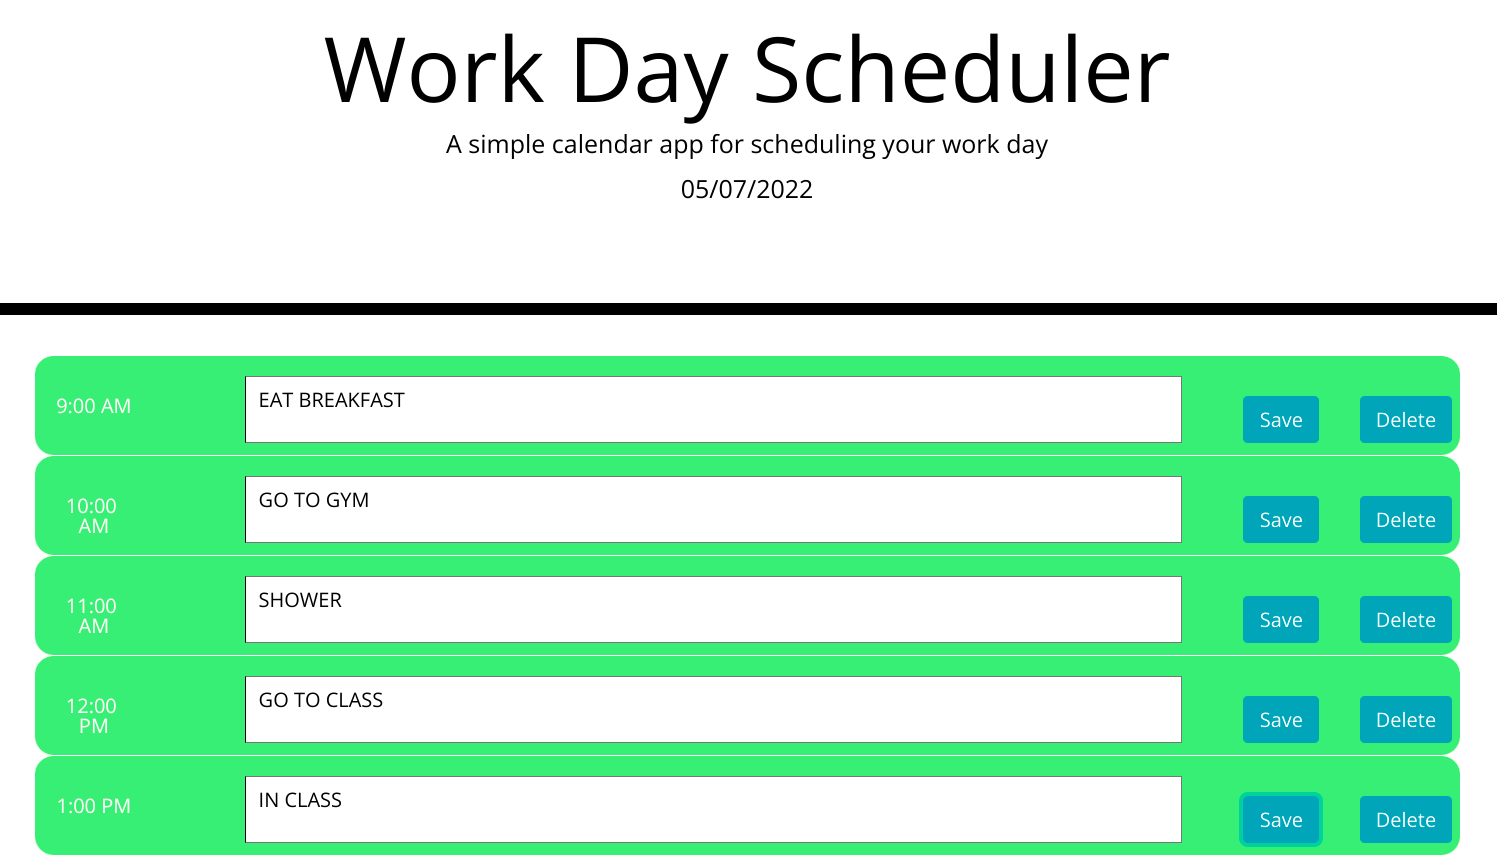 Work Day Scheduler
A simple calendar app for scheduling your work day
05/07/2022
9:00 AM
EAT BREAKFAST
Save
Delete
10:00
AM
GO TO GYM
Save
Delete
11:00
AM
SHOWER
Save
Delete
12:00
PM
GO TO CLASS
Save
Delete
1:00 PM
IN CLASS
Save
Delete